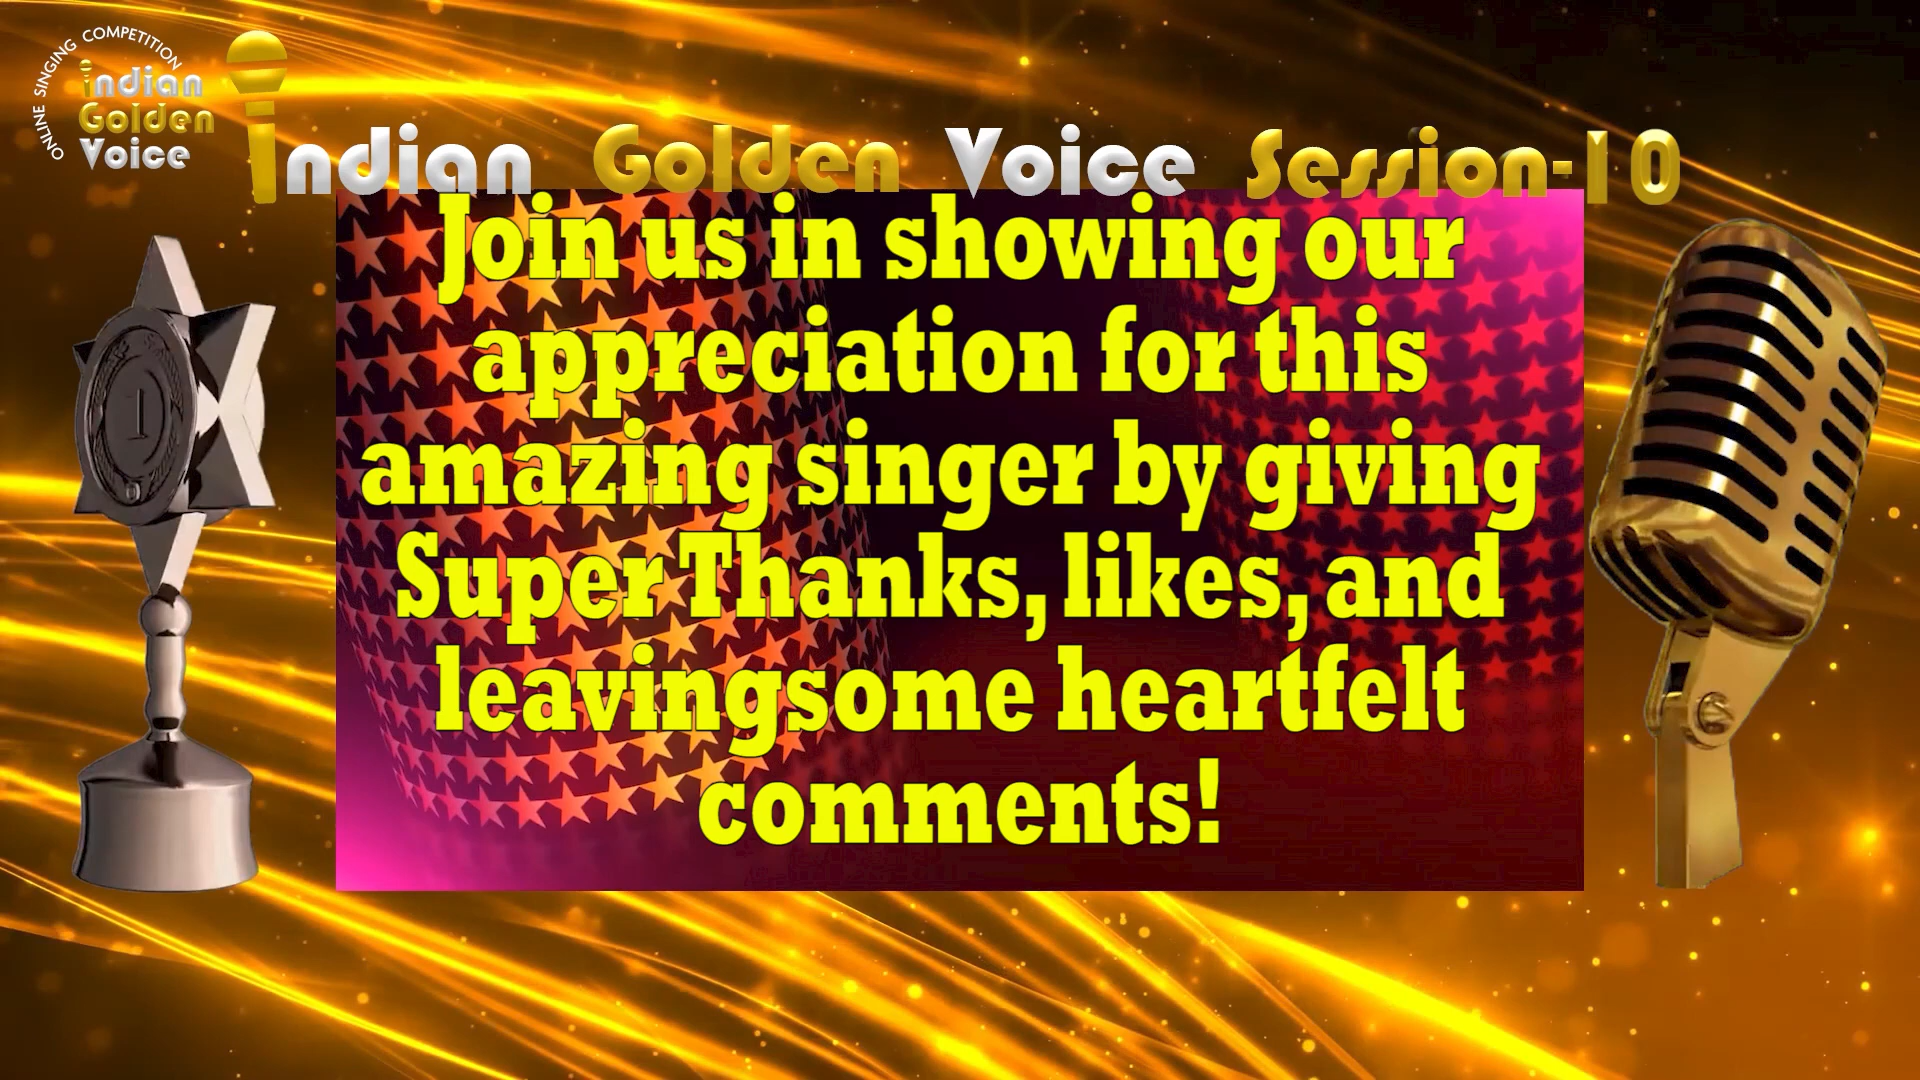 ONLINE SINGING COMPETITION
indian
Golden
Voice
indian Golden Voice Session-10
Join us in showing our
appreciation for this
amazing singer by giving
Super Thanks, likes, and
leavingsome heartfelt
comments!
1